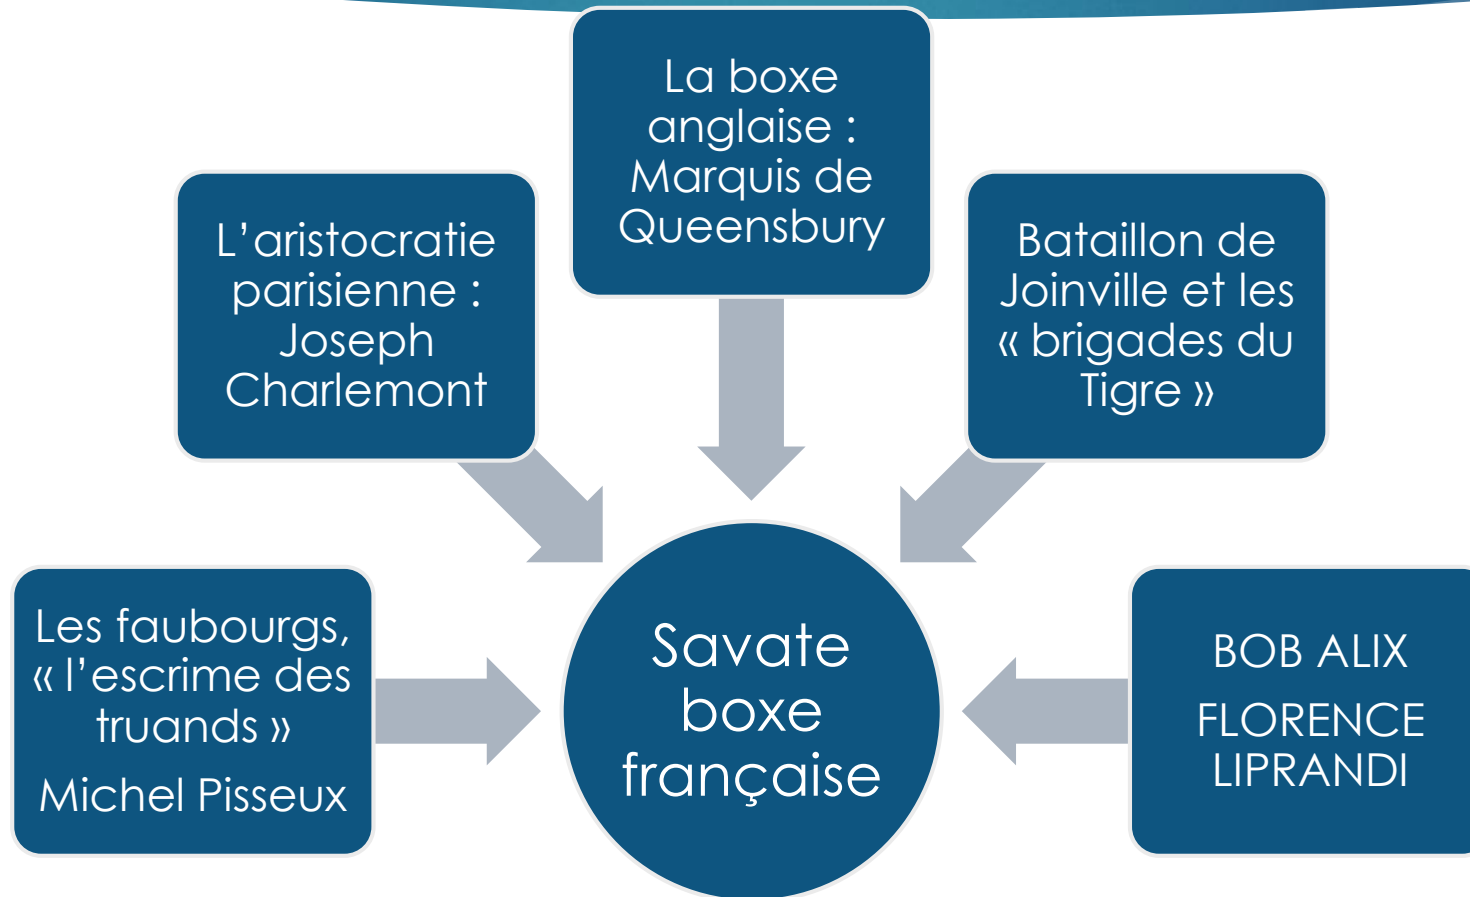 La boxe
anglaise :
Marquis de
Queensbury
L’aristocratie
parisienne :
Joseph
Charlemont
Bataillon de
Joinville et les
« brigades du
Tigre »
Les faubourgs,
« l’escrime des
truands »
Michel Pisseux
Savate
boxe
française
BOB ALIX
FLORENCE
LIPRANDI